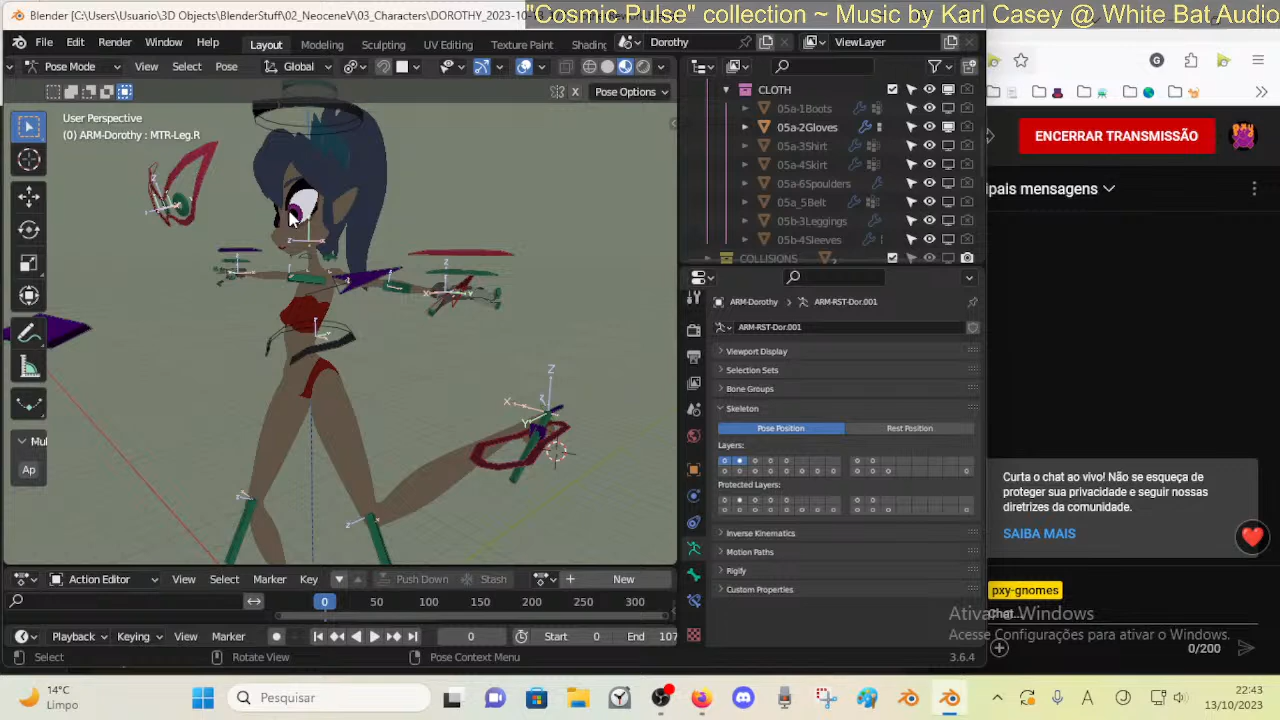 Blender [C:\Users\Usuario\3D Objects\BlenderStuff\02_NeoceneV\03_Characters\DOROTHY_2023-10-
"Cosmic Pulse" collection ~ Music by Karl Casey @ White Bat Audio
File Edit Render Window Help Layout Modeling Sculpting UV Editing Texture Paint Shading Dorothy ViewLayer
Pose Mode View Select Pose Global
X Pose Options
User Perspective
(0) ARM-Dorothy : MTR-Leg.R
Mul
Ap
CLOTH
05a-1Boots
05a-2Gloves
05a-3Shirt
05a-4Skirt
05a-6Spoulders
05a_5Belt
05b-3Leggings
05b-4Sleeves
COLLISIONS
ARM-Dorothy ARM-RST-Dor.001
ARM-RST-Dor.001
Viewport Display
Selection Sets
Bone Groups
Skeleton
Pose Position Rest Position
Layers:
Protected Layers:
Inverse Kinematics
Motion Paths
Rigify
Custom Properties
Action Editor View Select Marker Key Push Down Stash New
0 50 100 150 200 250 300
Playback Keying View Marker 0 Start 0 End 107
Select Rotate View Pose Context Menu 3.6.4
ENCERRAR TRANSMISSÃO
ipais mensagens
Curta o chat ao vivo! Não se esqueça de
proteger sua privacidade e seguir nossas
diretrizes da comunidade.
SAIBA MAIS
pxy-gnomes
Chat...
0/200
Ativar o Windows
Acesse Configurações para ativar o Windows.
14°C
Limpo
Pesquisar
22:43
13/10/2023